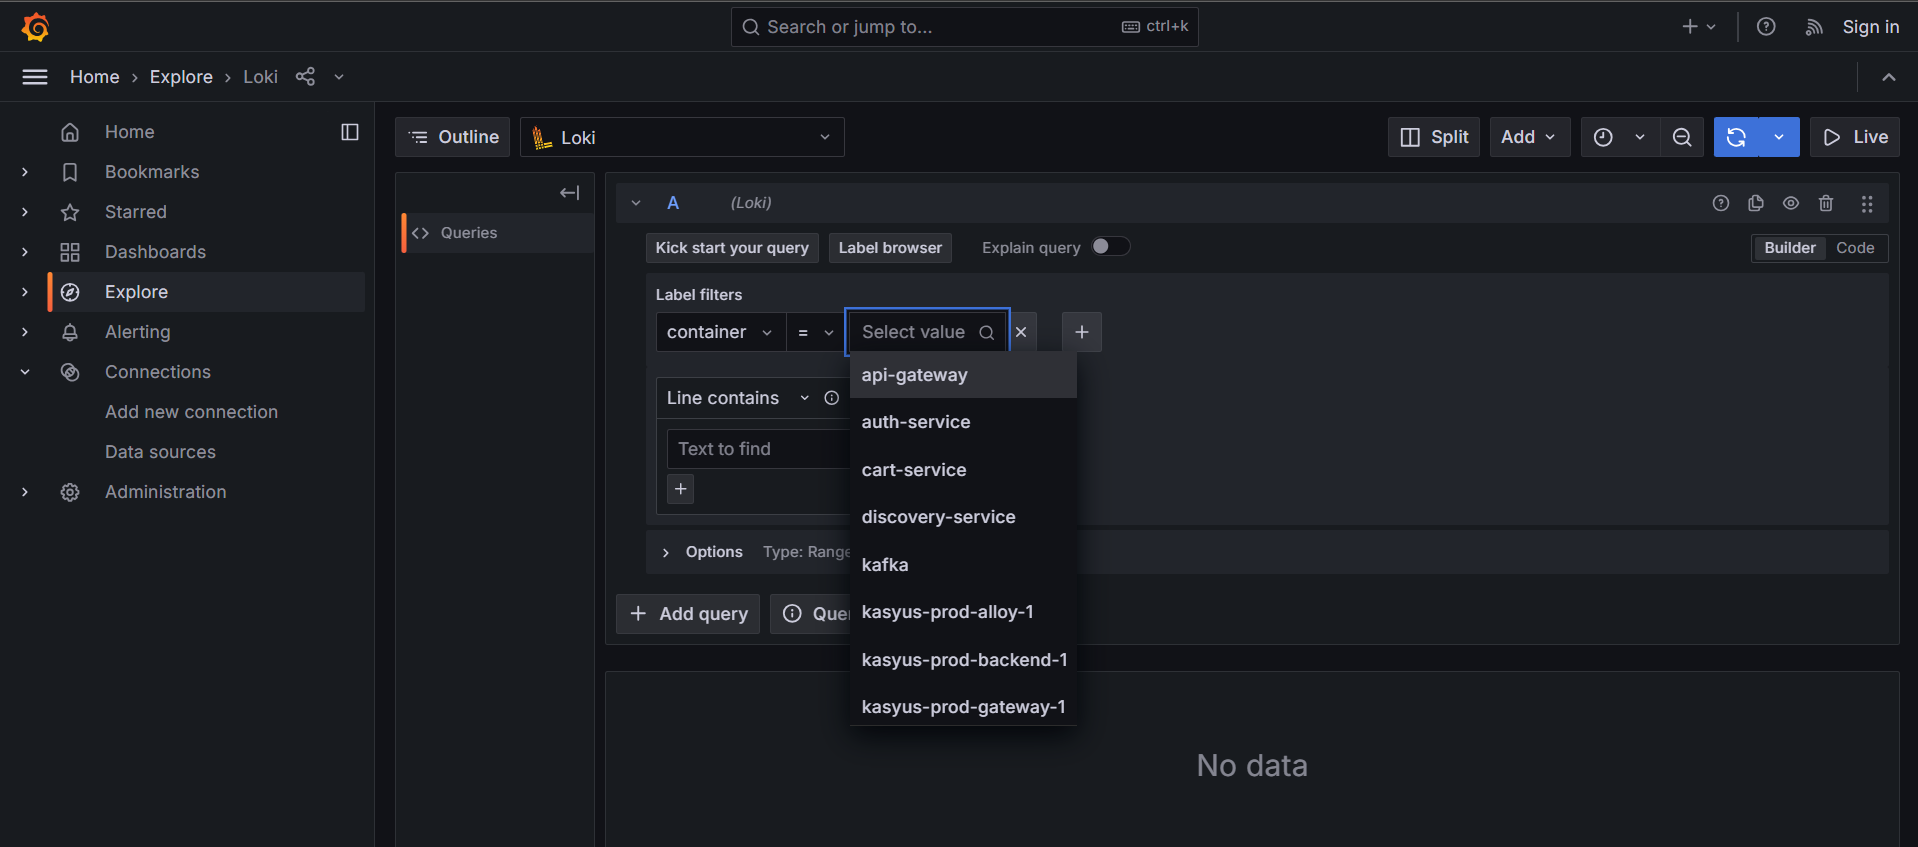 Search or jump to...
ctrl+k
Sign in
Home › Explore › Loki
Home
Bookmarks
Starred
Dashboards
Explore
Alerting
Connections
Add new connection
Data sources
Administration
Outline
Loki
Split
Add
Live
Queries
A
(Loki)
Kick start your query
Label browser
Explain query
Builder
Code
Label filters
container
=
Select value
api-gateway
auth-service
cart-service
discovery-service
kafka
kasyus-prod-alloy-1
kasyus-prod-backend-1
kasyus-prod-gateway-1
Line contains
Text to find
Options
Type: Range
Add query
Quer
No data